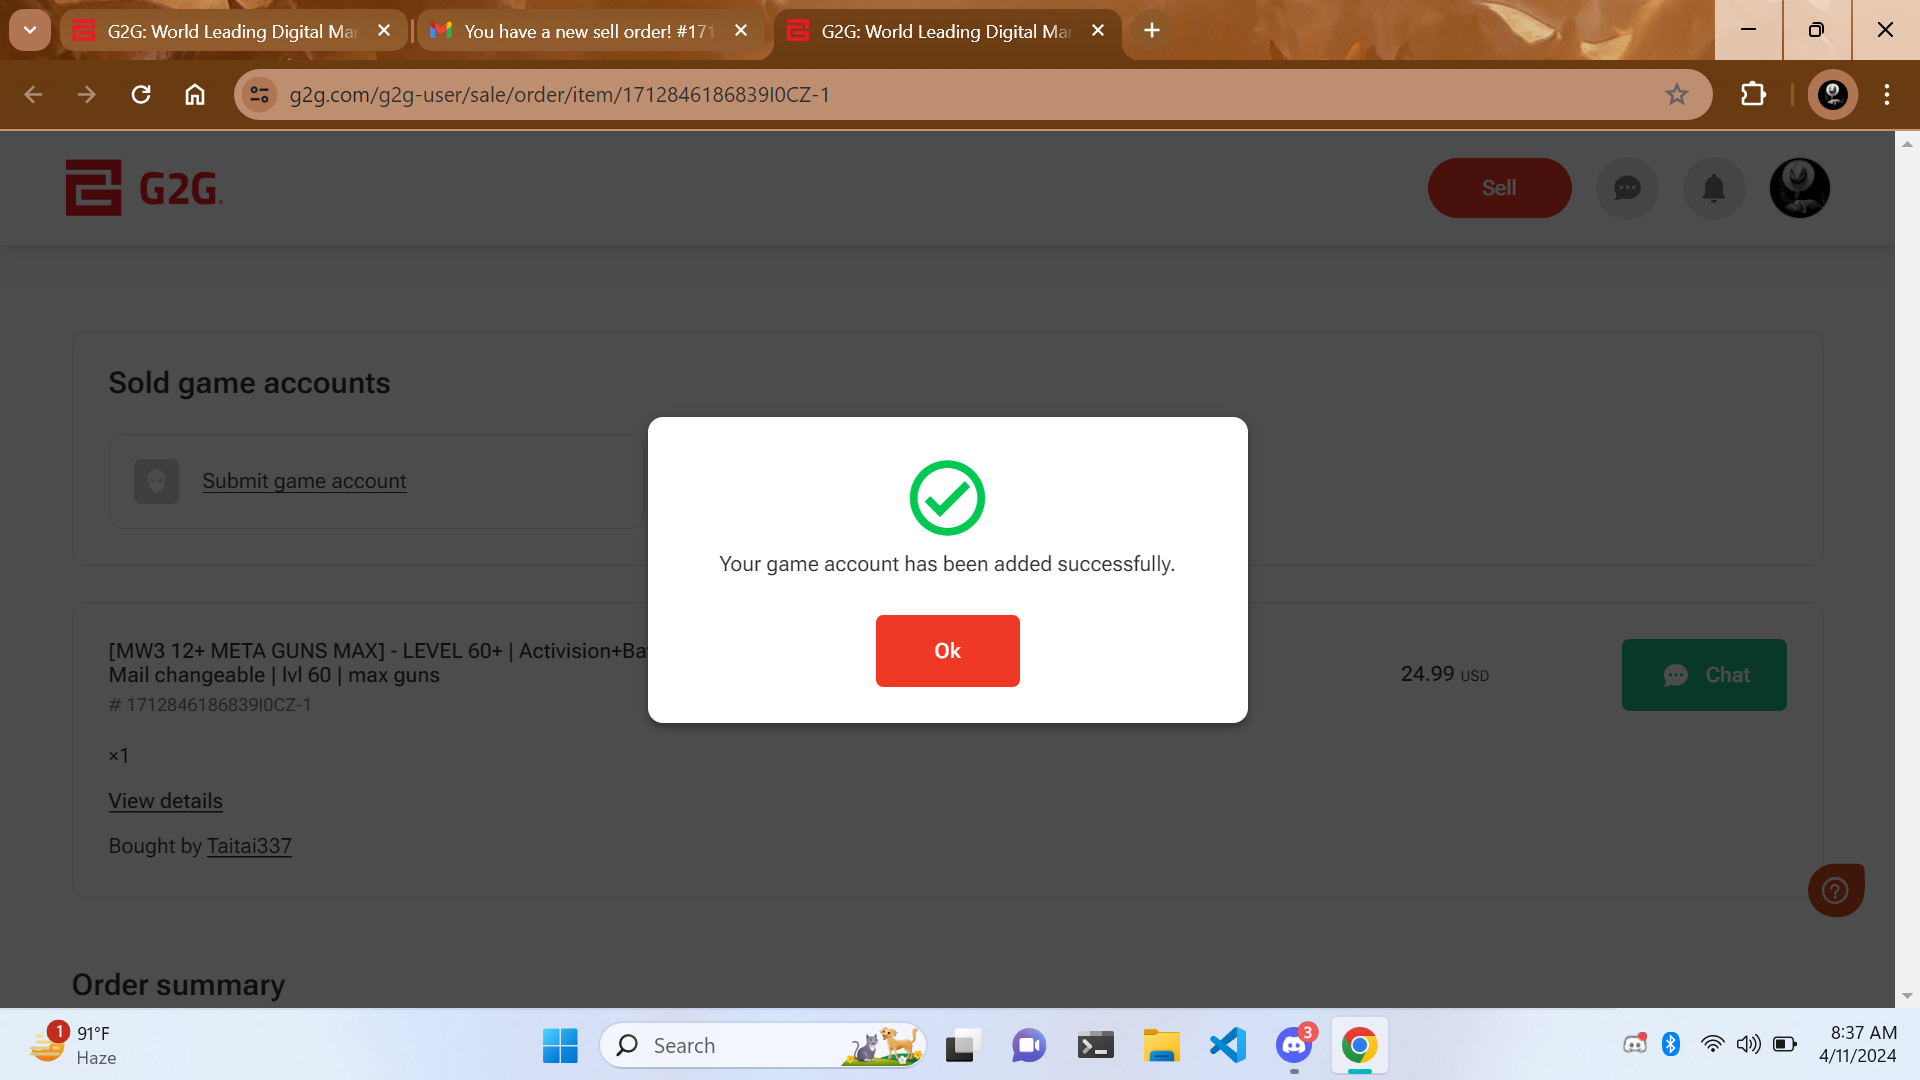 G2G: World Leading Digital Mar
You have a new sell order! #171
G2G: World Leading Digital Mar
g2g.com/g2g-user/sale/order/item/1712846186839I0CZ-1
G2G.
Sell
Sold game accounts
Submit game account
Your game account has been added successfully.
Ok
[MW3 12+ META GUNS MAX] - LEVEL 60+ | Activision+Ba
Mail changeable | lvl 60 | max guns
# 1712846186839I0CZ-1
24.99 USD
Chat
×1
View details
Bought by Taitai337
Order summary
1
91°F
Haze
Search
3
8:37 AM
4/11/2024